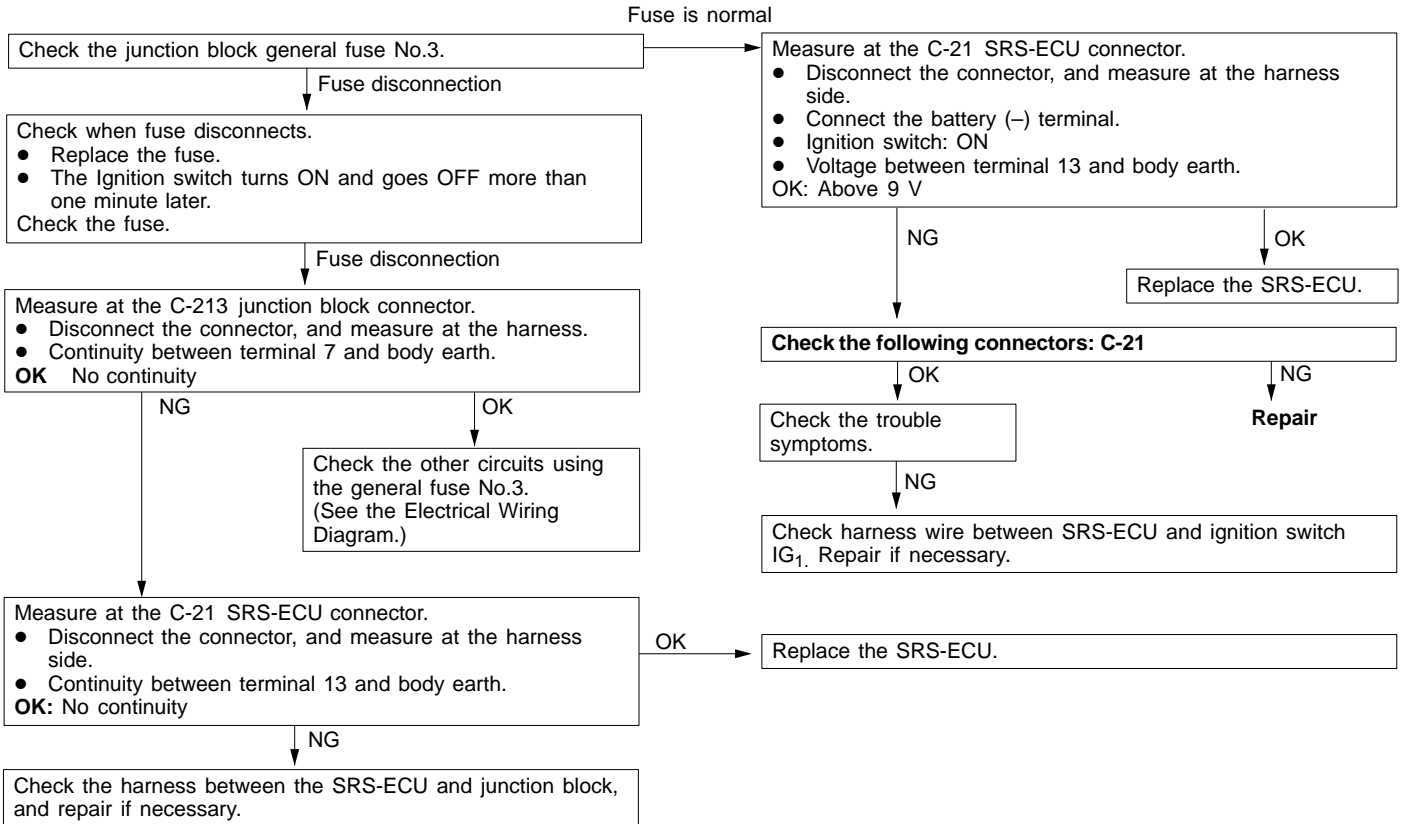 Fuse is normal
Check the junction block general fuse No.3.
Fuse disconnection
Check when fuse disconnects.
● Replace the fuse.
● The Ignition switch turns ON and goes OFF more than
one minute later.
Check the fuse.
Fuse disconnection
Measure at the C-213 junction block connector.
● Disconnect the connector, and measure at the harness.
● Continuity between terminal 7 and body earth.
OK No continuity
NG
OK
Check the other circuits using
the general fuse No.3.
(See the Electrical Wiring
Diagram.)
Measure at the C-21 SRS-ECU connector.
● Disconnect the connector, and measure at the harness
side.
● Continuity between terminal 13 and body earth.
OK: No continuity
OK
Replace the SRS-ECU.
NG
Check the harness between the SRS-ECU and junction block,
and repair if necessary.
Measure at the C-21 SRS-ECU connector.
● Disconnect the connector, and measure at the harness
side.
● Connect the battery (–) terminal.
● Ignition switch: ON
● Voltage between terminal 13 and body earth.
OK: Above 9 V
NG
OK
Replace the SRS-ECU.
Check the following connectors: C-21
OK
NG
Check the trouble
symptoms.
Repair
NG
Check harness wire between SRS-ECU and ignition switch
IG1. Repair if necessary.